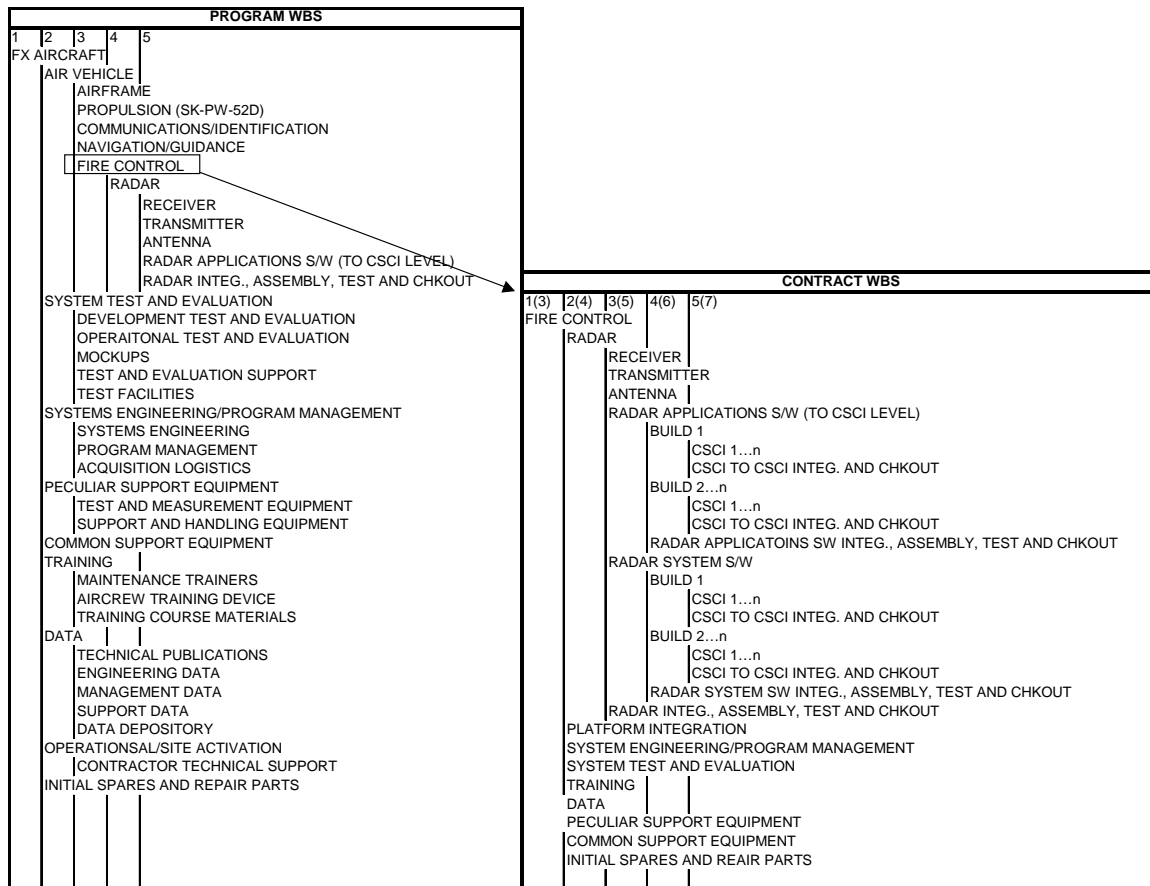 PROGRAM WBS
1 2 3 4 5
FX AIRCRAFT
AIR VEHICLE
AIRFRAME
PROPULSION (SK-PW-52D)
COMMUNICATIONS/IDENTIFICATION
NAVIGATION/GUIDANCE
FIRE CONTROL
RADAR
RECEIVER
TRANSMITTER
ANTENNA
RADAR APPLICATIONS S/W (TO CSCI LEVEL)
RADAR INTEG., ASSEMBLY, TEST AND CHKOUT
SYSTEM TEST AND EVALUATION
DEVELOPMENT TEST AND EVALUATION
OPERAITONAL TEST AND EVALUATION
MOCKUPS
TEST AND EVALUATION SUPPORT
TEST FACILITIES
SYSTEMS ENGINEERING/PROGRAM MANAGEMENT
SYSTEMS ENGINEERING
PROGRAM MANAGEMENT
ACQUISITION LOGISTICS
PECULIAR SUPPORT EQUIPMENT
TEST AND MEASUREMENT EQUIPMENT
SUPPORT AND HANDLING EQUIPMENT
COMMON SUPPORT EQUIPMENT
TRAINING
MAINTENANCE TRAINERS
AIRCREW TRAINING DEVICE
TRAINING COURSE MATERIALS
DATA
TECHNICAL PUBLICATIONS
ENGINEERING DATA
MANAGEMENT DATA
SUPPORT DATA
DATA DEPOSITORY
OPERATIONSAL/SITE ACTIVATION
CONTRACTOR TECHNICAL SUPPORT
INITIAL SPARES AND REPAIR PARTS
CONTRACT WBS
1(3) 2(4) 3(5) 4(6) 5(7)
FIRE CONTROL
RADAR
RECEIVER
TRANSMITTER
ANTENNA
RADAR APPLICATIONS S/W (TO CSCI LEVEL)
BUILD 1
CSCI 1…n
CSCI TO CSCI INTEG. AND CHKOUT
BUILD 2…n
CSCI 1…n
CSCI TO CSCI INTEG. AND CHKOUT
RADAR APPLICATOINS SW INTEG., ASSEMBLY, TEST AND CHKOUT
RADAR SYSTEM S/W
BUILD 1
CSCI 1…n
CSCI TO CSCI INTEG. AND CHKOUT
BUILD 2…n
CSCI 1…n
CSCI TO CSCI INTEG. AND CHKOUT
RADAR SYSTEM SW INTEG., ASSEMBLY, TEST AND CHKOUT
RADAR INTEG., ASSEMBLY, TEST AND CHKOUT
PLATFORM INTEGRATION
SYSTEM ENGINEERING/PROGRAM MANAGEMENT
SYSTEM TEST AND EVALUATION
TRAINING
DATA
PECULIAR SUPPORT EQUIPMENT
COMMON SUPPORT EQUIPMENT
INITIAL SPARES AND REAIR PARTS